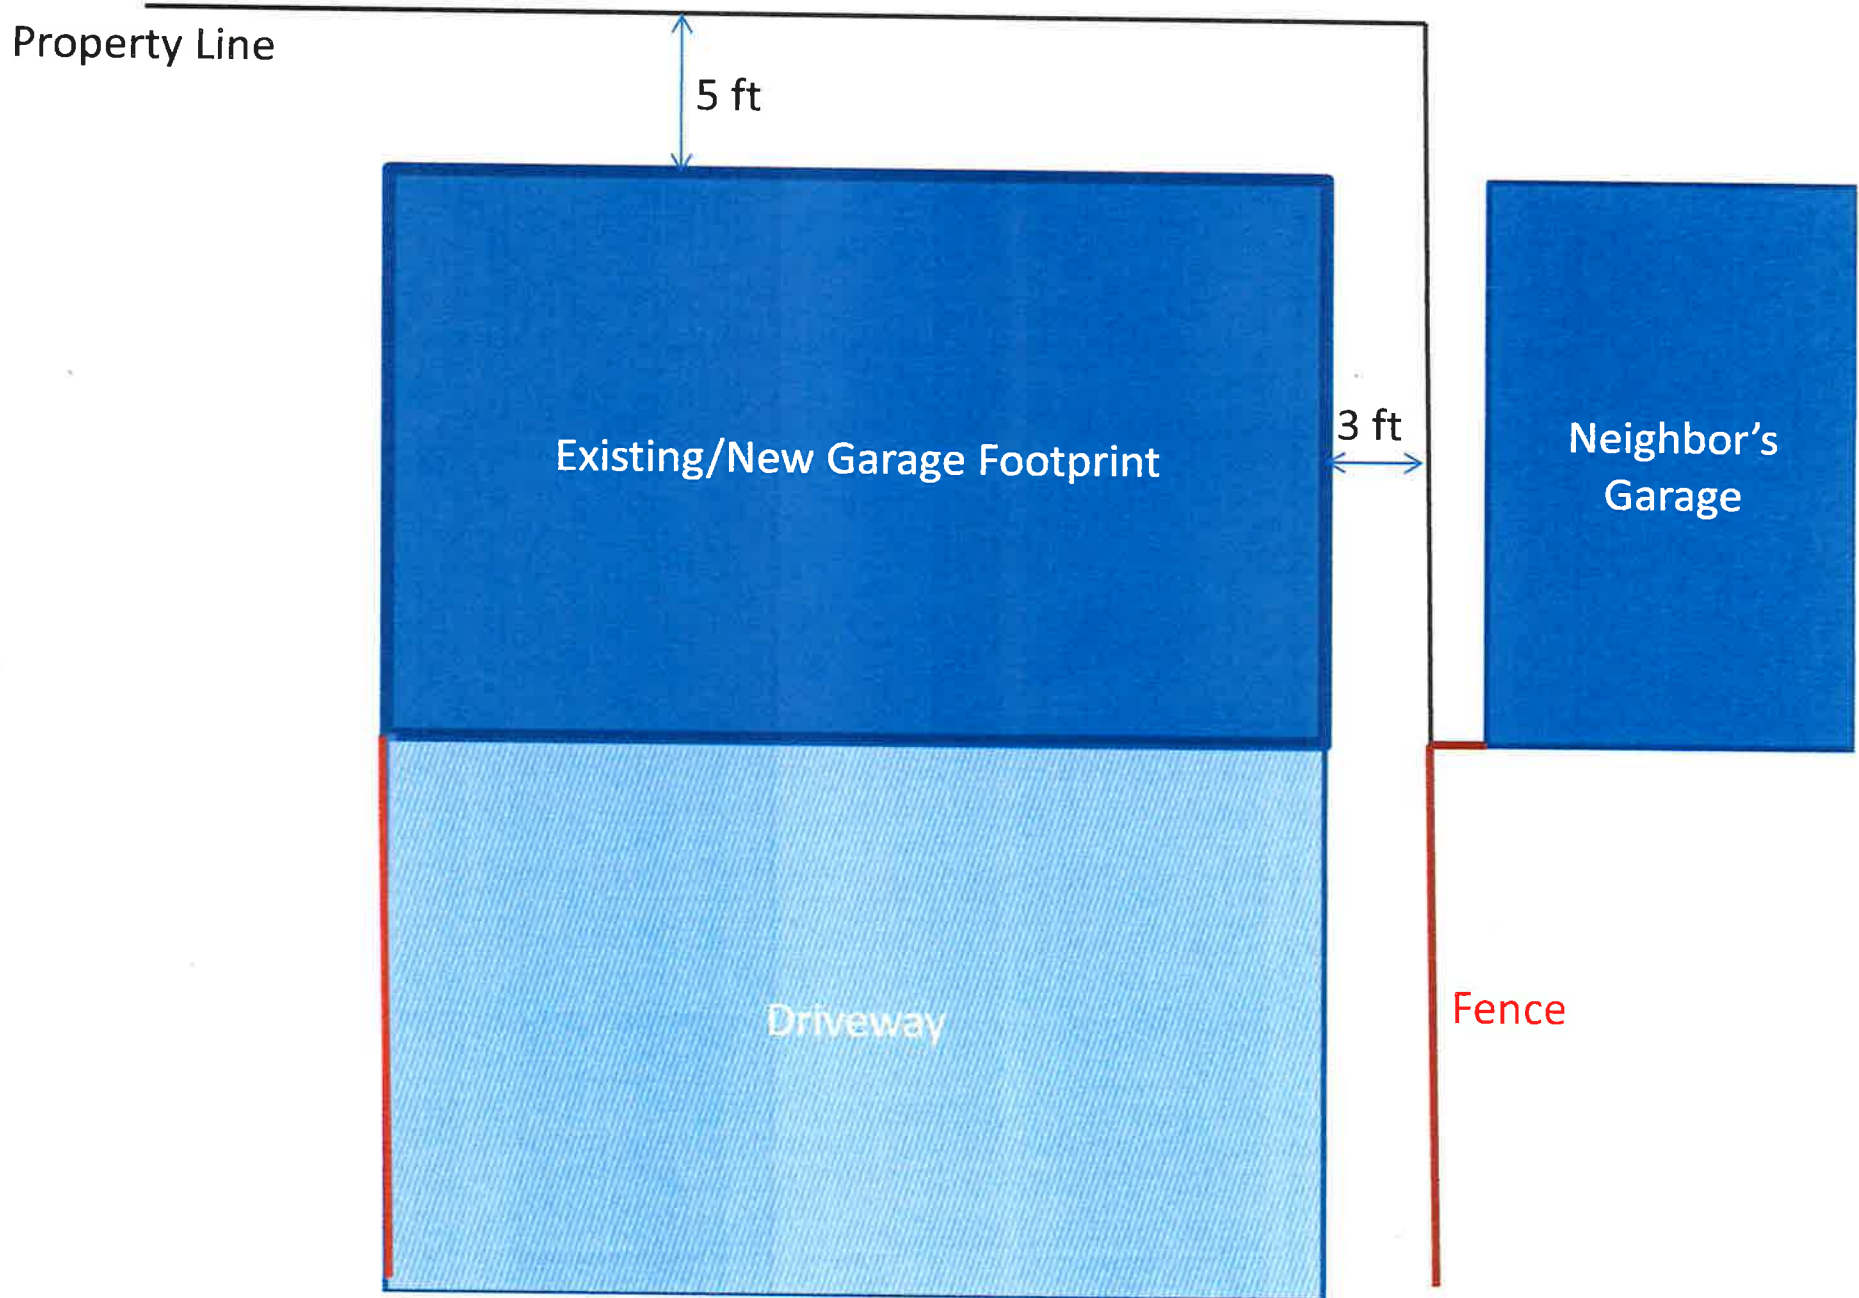 Property Line
5 ft
3 ft
Existing/New Garage Footprint
Neighbor’s
Garage
Driveway
Fence